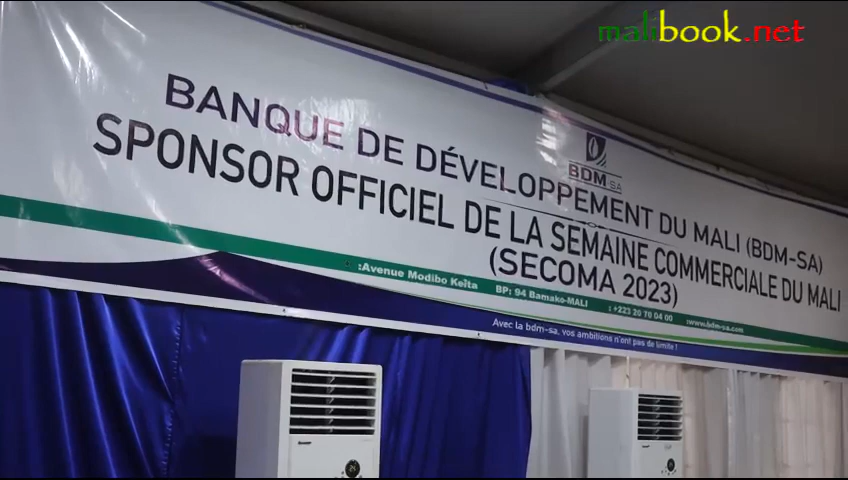 malibook.net
BDM-SA
BANQUE DE DÉVELOPPEMENT DU MALI (BDM-SA)
SPONSOR OFFICIEL DE LA SEMAINE COMMERCIALE DU MALI
(SECOMA 2023)
:Avenue Modibo Keïta BP; 94 Bamako-MALI : +223 20 70 04 00 :www.bdm-sa.com
Avec la bdm-sa, vos ambitions n'ont pas de limite !